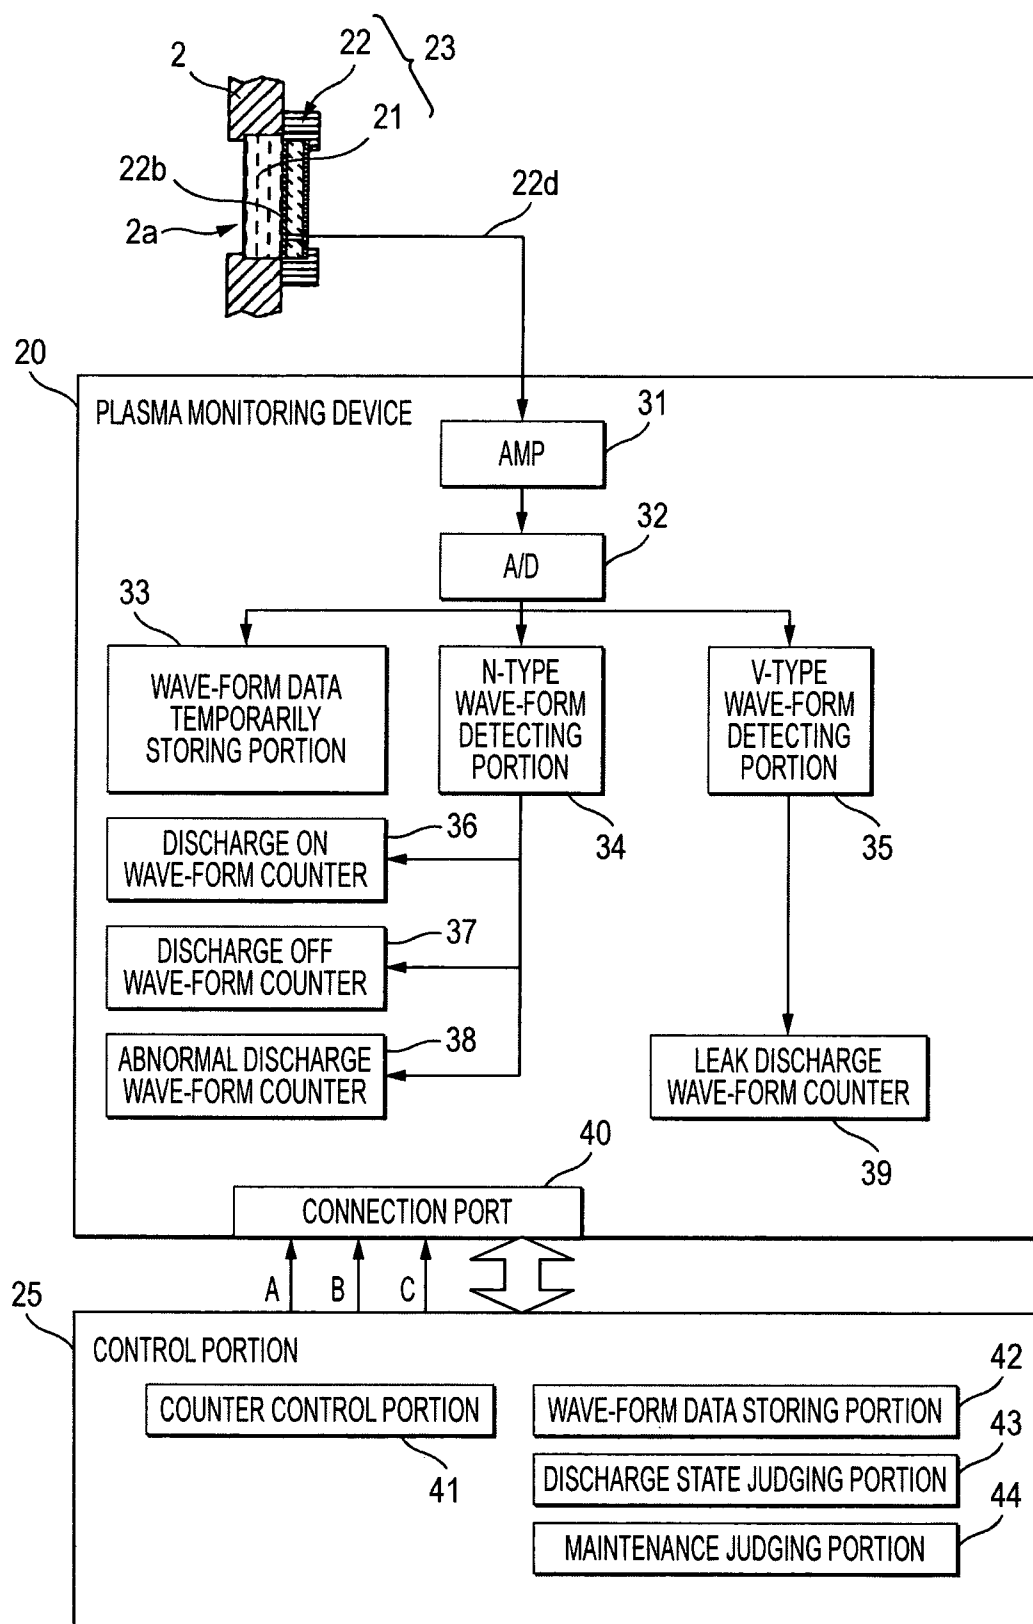 23
22
2
21
22b
22d
2a
20
PLASMA MONITORING DEVICE
31
AMP
32
A/D
33
WAVE-FORM DATA
TEMPORARILY
STORING PORTION
N-TYPE
WAVE-FORM
DETECTING
PORTION
34
V-TYPE
WAVE-FORM
DETECTING
PORTION
35
36
DISCHARGE ON
WAVE-FORM COUNTER
37
DISCHARGE OFF
WAVE-FORM COUNTER
38
ABNORMAL DISCHARGE
WAVE-FORM COUNTER
LEAK DISCHARGE
WAVE-FORM COUNTER
39
40
CONNECTION PORT
A
B
C
25
CONTROL PORTION
COUNTER CONTROL PORTION
41
42
WAVE-FORM DATA STORING PORTION
43
DISCHARGE STATE JUDGING PORTION
44
MAINTENANCE JUDGING PORTION